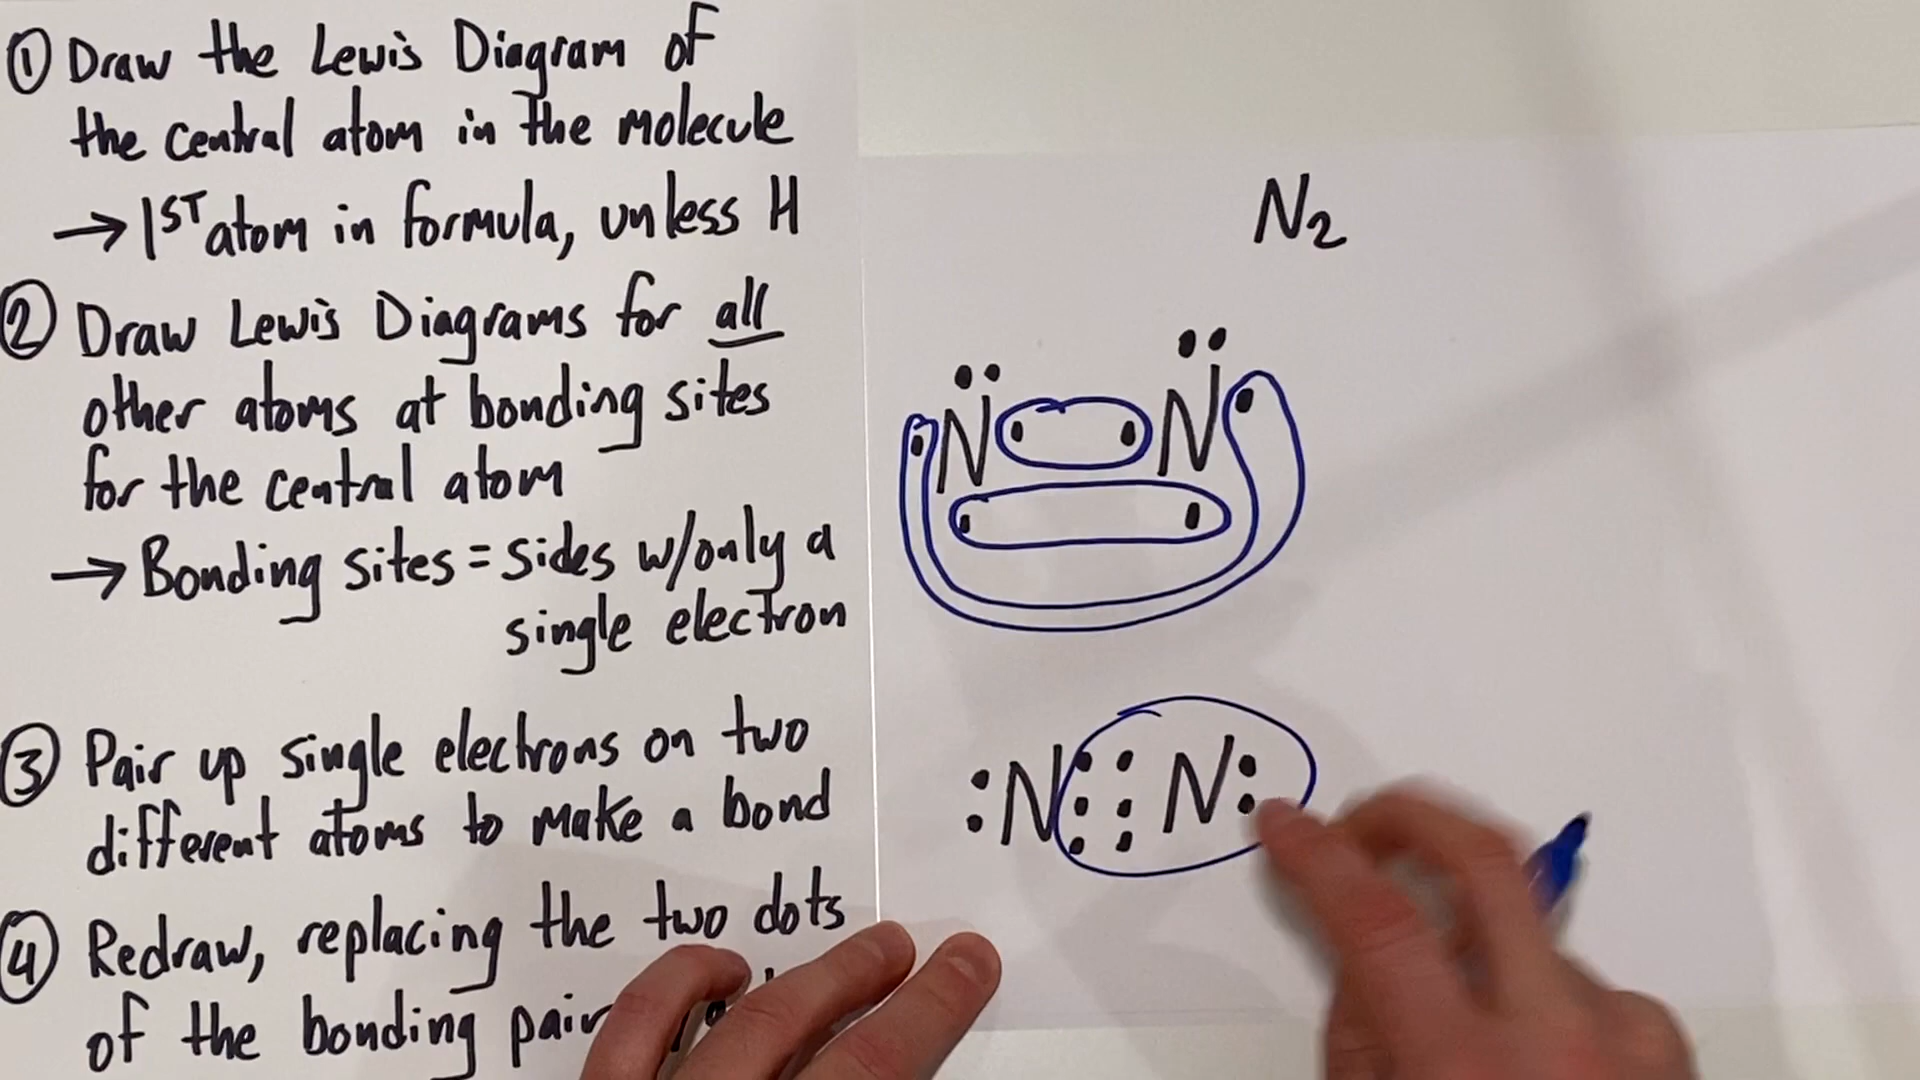 ① Draw the Lewis Diagram of
the central atom in the molecule
→ 1ST atom in formula, unless H
② Draw Lewis Diagrams for all
other atoms at bonding sites
for the central atom
→ Bonding sites = sides w/only a
single electron
③ Pair up single electrons on two
different atoms to make a bond
④ Redraw, replacing the two dots
of the bonding pair
N2
N N
N N